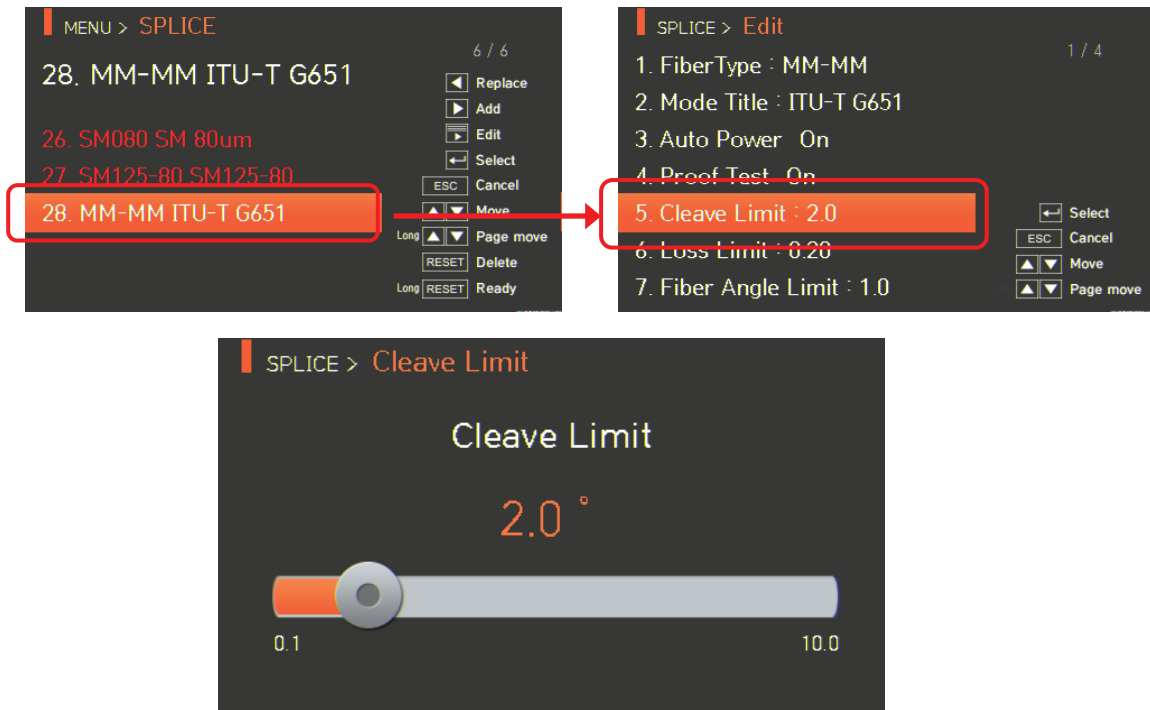 MENU > SPLICE
6 / 6
28. MM-MM ITU-T G651
26. SM080 SM 80um
27. SM125-80 SM125-80
28. MM-MM ITU-T G651
Replace
Add
Edit
Select
ESC Cancel
Move
Long Page move
RESET Delete
Long RESET Ready
SPLICE > Edit
1 / 4
1. FiberType : MM-MM
2. Mode Title : ITU-T G651
3. Auto Power On
4. Proof Test On
5. Cleave Limit : 2.0
6. Loss Limit : 0.20
7. Fiber Angle Limit : 1.0
Select
ESC Cancel
Move
Page move
SPLICE > Cleave Limit
Cleave Limit
2.0 °
0.1
10.0